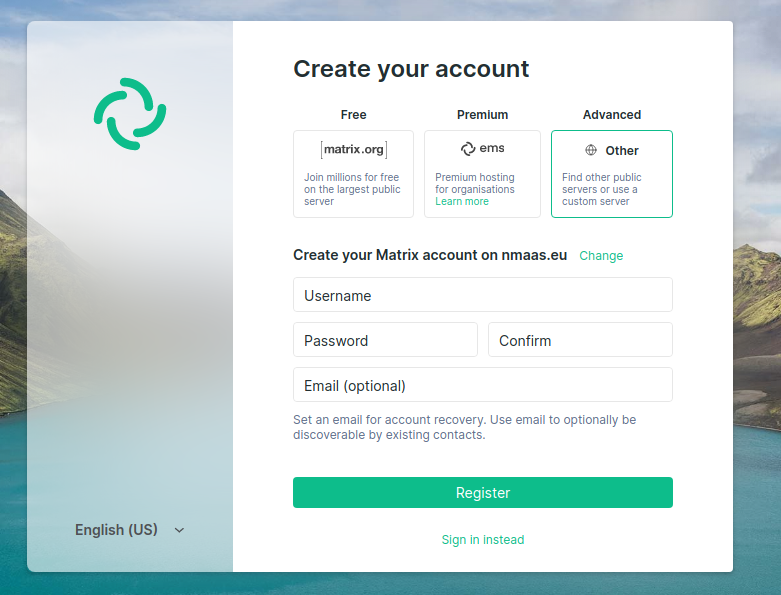 Create your account
Free
Premium
Advanced
[matrix.org]
ems
Other
Join millions for free
on the largest public
server
Premium hosting
for organisations
Learn more
Find other public
servers or use a
custom server
Create your Matrix account on nmaas.eu Change
Username
Password
Confirm
Email (optional)
Set an email for account recovery. Use email to optionally be
discoverable by existing contacts.
Register
Sign in instead
English (US)